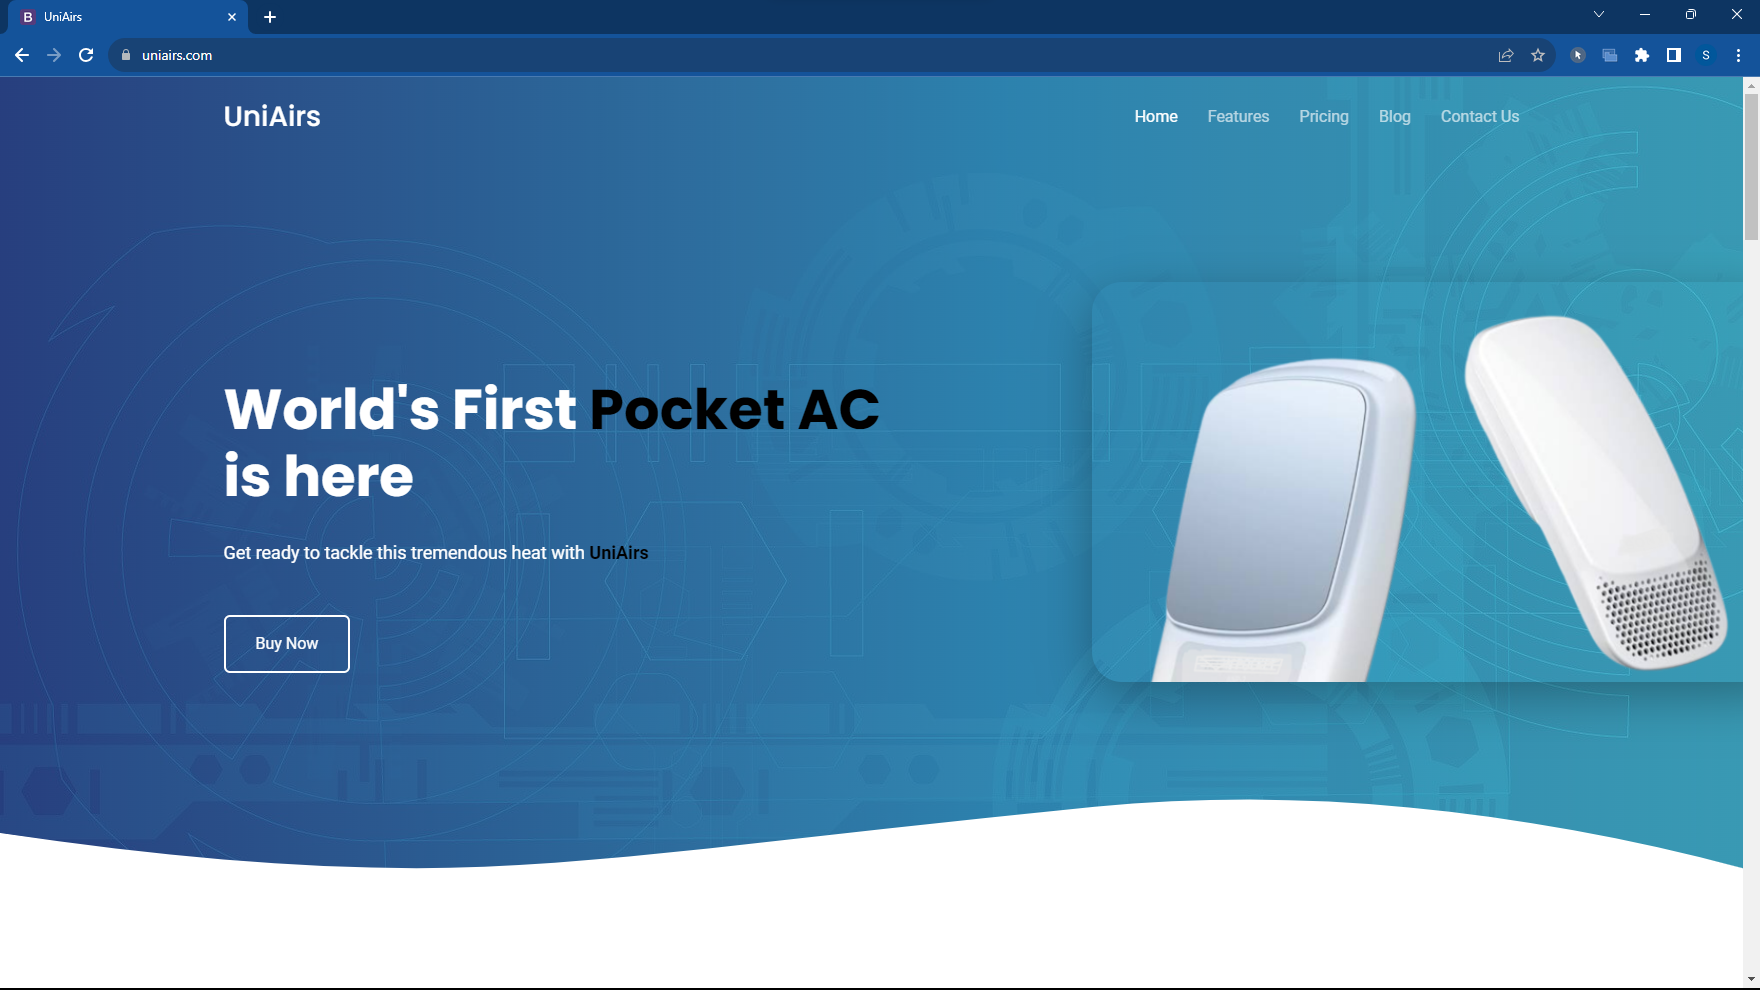 UniAirs
uniairs.com
S
UniAirs
Home Features Pricing Blog Contact Us
World's First Pocket AC
is here
Get ready to tackle this tremendous heat with UniAirs
Buy Now